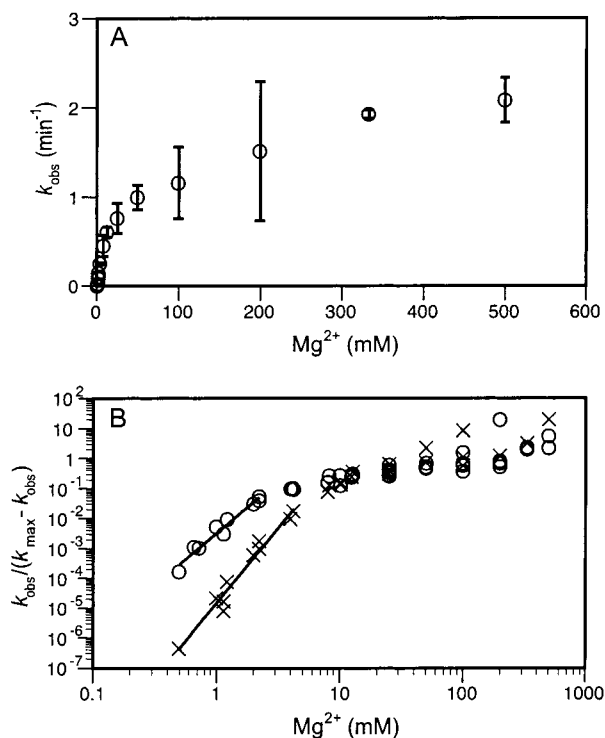 A
3
2
1
0
k_obs (min⁻¹)
0 100 200 300 400 500 600
Mg²⁺ (mM)
B
10²
10
1
10⁻¹
10⁻²
10⁻³
10⁻⁴
10⁻⁵
10⁻⁶
10⁻⁷
k_obs/(k_max - k_obs)
0.1 1 10 100 1000
Mg²⁺ (mM)